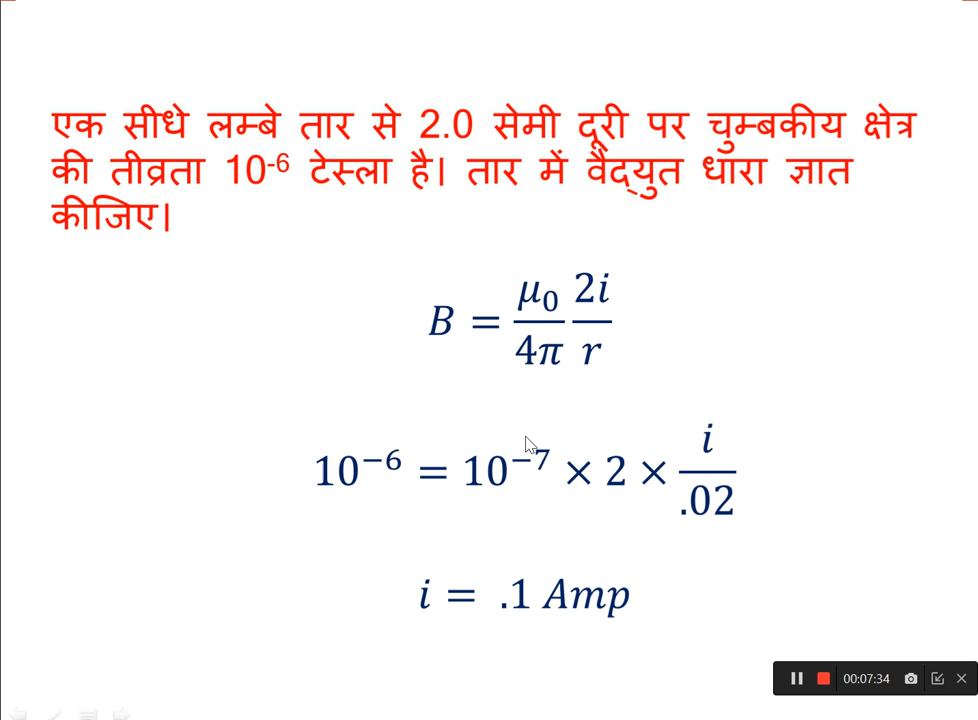 एक सीधे लम्बे तार से 2.0 सेमी दूरी पर चुम्बकीय क्षेत्र
की तीव्रता 10⁻⁶ टेस्ला है। तार में वैद्युत धारा ज्ञात
कीजिए।
B = μ₀/4π 2i/r
10⁻⁶ = 10⁻⁷ × 2 × i/.02
i = .1 Amp
00:07:34